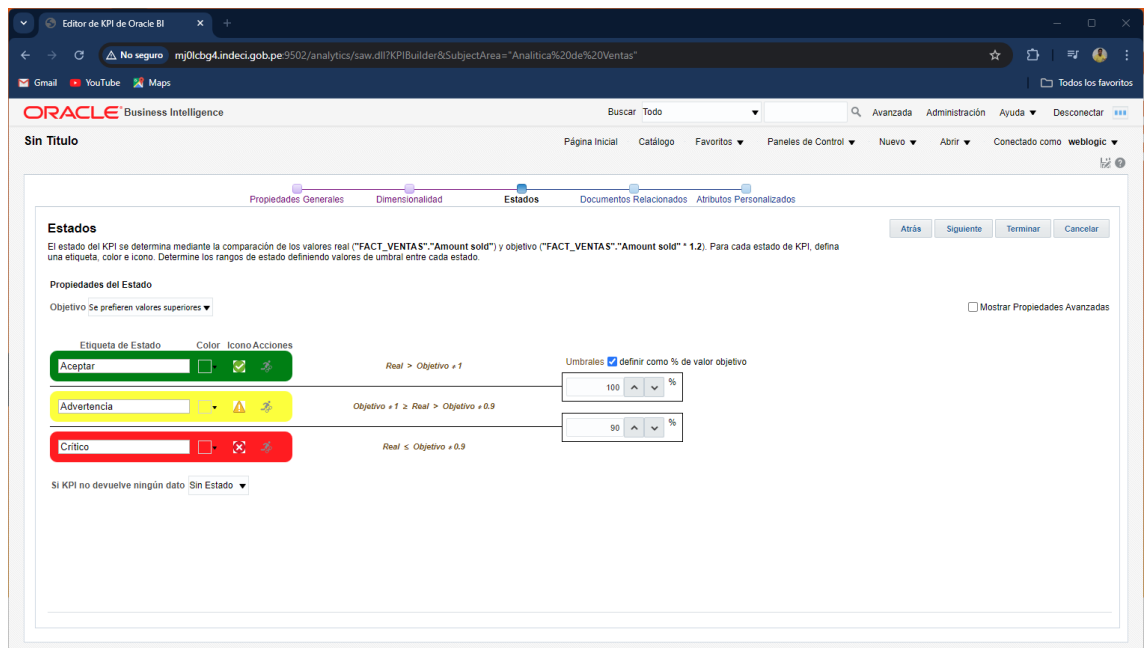 Editor de KPI de Oracle BI
No seguro mj0lcbg4.indeci.gob.pe:9502/analytics/saw.dll?KPIBuilder&SubjectArea="Analitica%20de%20Ventas"
Gmail YouTube Maps Todos los favoritos
ORACLE Business Intelligence Buscar Todo Avanzada Administración Ayuda Desconectar
Sin Titulo Página Inicial Catálogo Favoritos Paneles de Control Nuevo Abrir Conectado como weblogic
Propiedades Generales Dimensionalidad Estados Documentos Relacionados Atributos Personalizados
Estados Atrás Siguiente Terminar Cancelar
El estado del KPI se determina mediante la comparación de los valores real ("FACT_VENTAS"."Amount sold") y objetivo ("FACT_VENTAS"."Amount sold" * 1.2). Para cada estado de KPI, defina
una etiqueta, color e icono. Determine los rangos de estado definiendo valores de umbral entre cada estado.
Propiedades del Estado
Objetivo Se prefieren valores superiores Mostrar Propiedades Avanzadas
Etiqueta de Estado Color Icono Acciones
Umbrales definir como % de valor objetivo
Aceptar Real > Objetivo * 1
100 %
Advertencia Objetivo * 1 ≥ Real > Objetivo * 0.9
90 %
Crítico Real ≤ Objetivo * 0.9
Si KPI no devuelve ningún dato Sin Estado